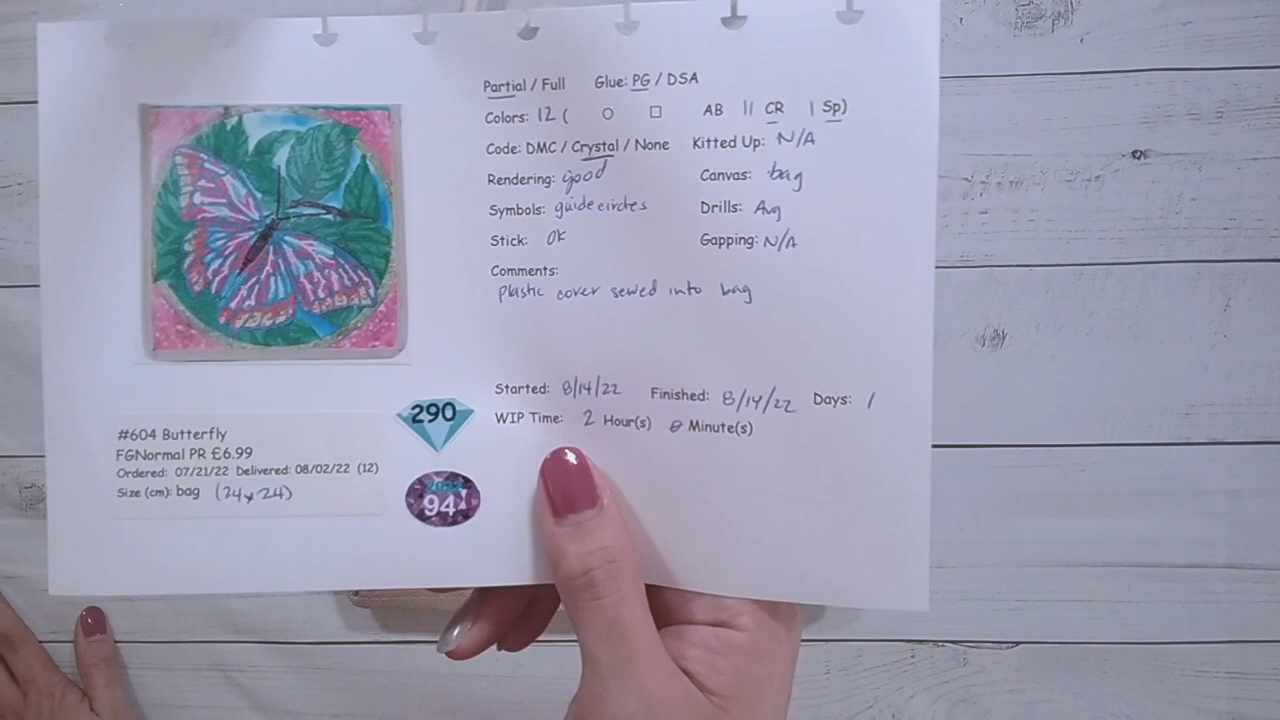 Partial / Full Glue: PG / DSA
Colors: 12 ( ○ □ AB 11 CR 1 Sp)
Code: DMC / Crystal / None Kitted Up: N/A
Rendering: good Canvas: bag
Symbols: guide circles Drills: Avg
Stick: OK Gapping: N/A
Comments:
plastic cover sewed into bag
Started: 8/14/22 Finished: 8/14/22 Days: 1
WIP Time: 2 Hour(s) 0 Minute(s)
290
#604 Butterfly
FGNormal PR £6.99
Ordered: 07/21/22 Delivered: 08/02/22 (12)
Size (cm): bag (24x24)
2022
94